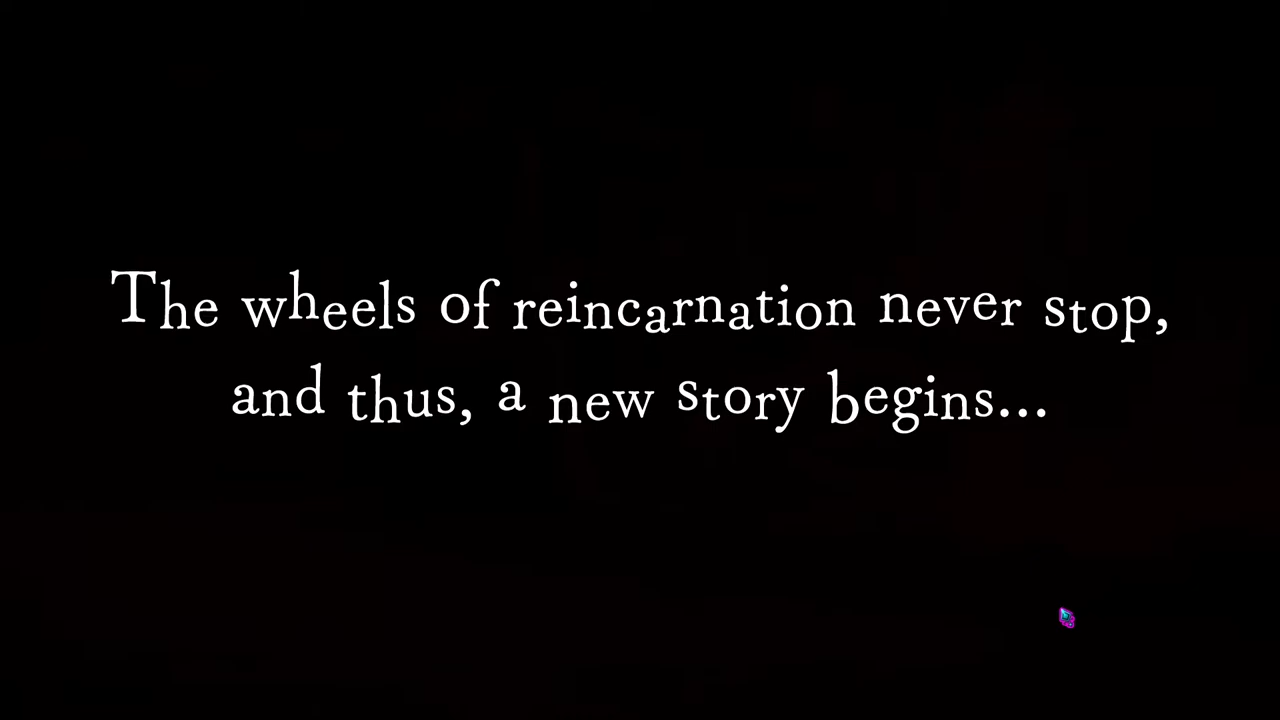 The wheels of reincarnation never stop,
and thus, a new story begins...